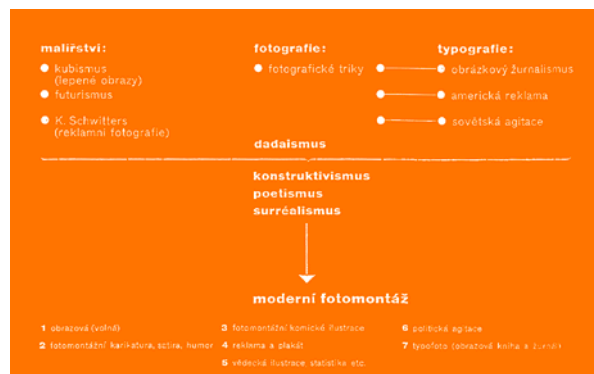 malířství:
kubismus
(lepené obrazy)
futurismus
K. Schwitters
(reklamní fotografie)
fotografie:
fotografické triky
typografie:
obrázkový žurnalismus
americká reklama
sovětská agitace
dadaismus
konstruktivismus
poetismus
surréalismus
moderní fotomontáž
1 obrazová (volná)
2 fotomontážní karikatura, satira, humor
3 fotomontážní komické ilustrace
4 reklama a plakát
5 vědecká ilustrace statistika etc.
6 politická agitace
7 typofoto (obrazová kniha a žurnál)